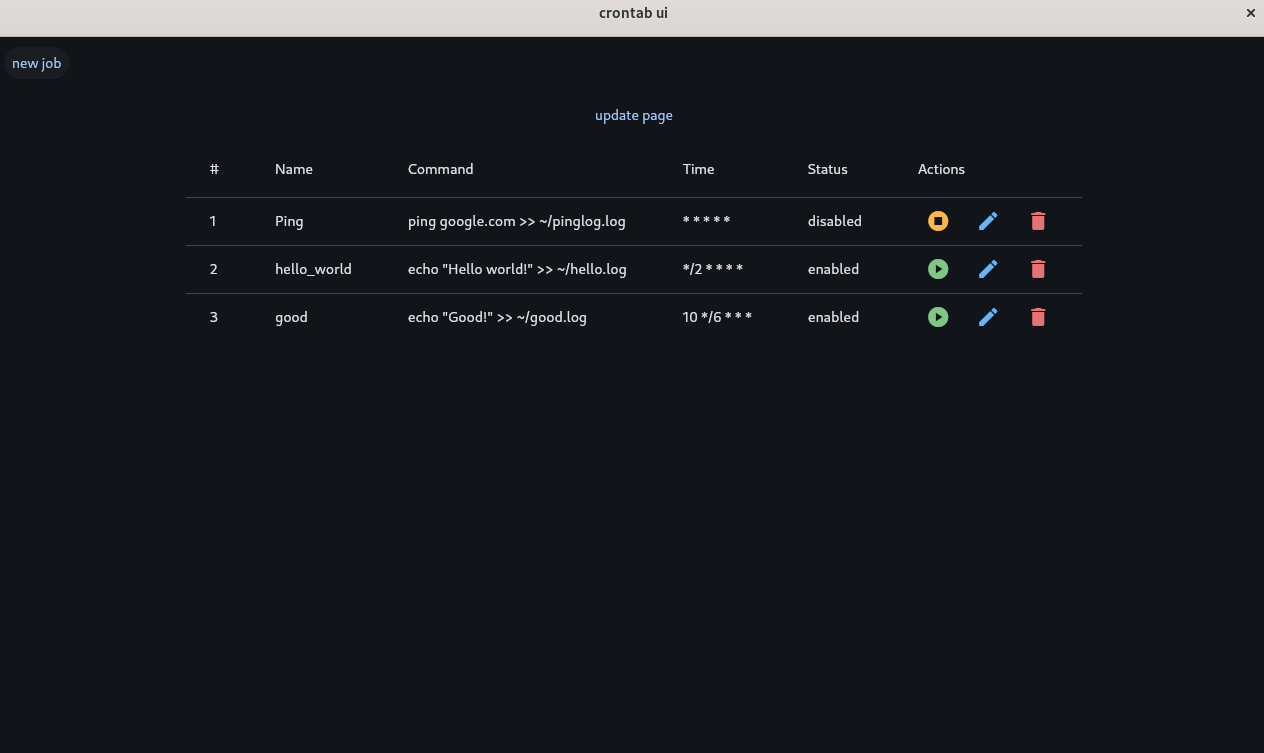 crontab ui
new job
update page
# Name Command Time Status Actions
1 Ping ping google.com >> ~/pinglog.log * * * * * disabled
2 hello_world echo "Hello world!" >> ~/hello.log */2 * * * * enabled
3 good echo "Good!" >> ~/good.log 10 */6 * * * enabled